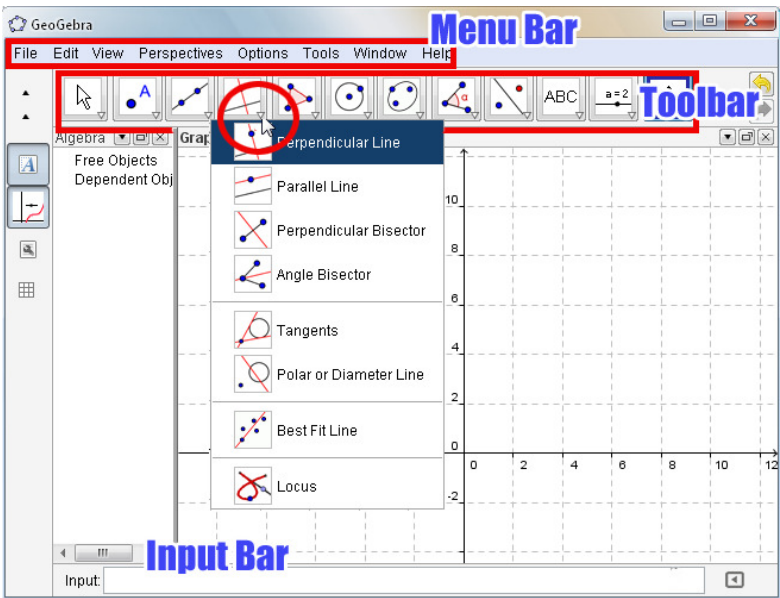 GeoGebra
Menu Bar
File Edit View Perspectives Options Tools Window Help
A
α
ABC
a=2
Toolbar
Algebra
Free Objects
Dependent Obj
A
Perpendicular Line
Parallel Line
Perpendicular Bisector
Angle Bisector
Tangents
Polar or Diameter Line
Best Fit Line
Locus
10
8
6
4
2
0
-2
0 2 4 6 8 10 12
Input Bar
Input: